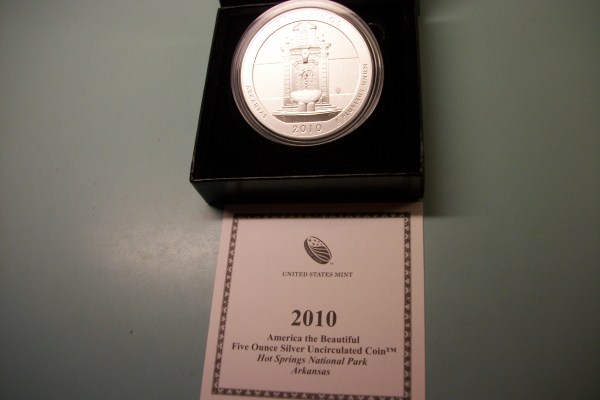 2010
UNITED STATES MINT
2010
America the Beautiful
Five Ounce Silver Uncirculated Coin™
Hot Springs National Park
Arkansas